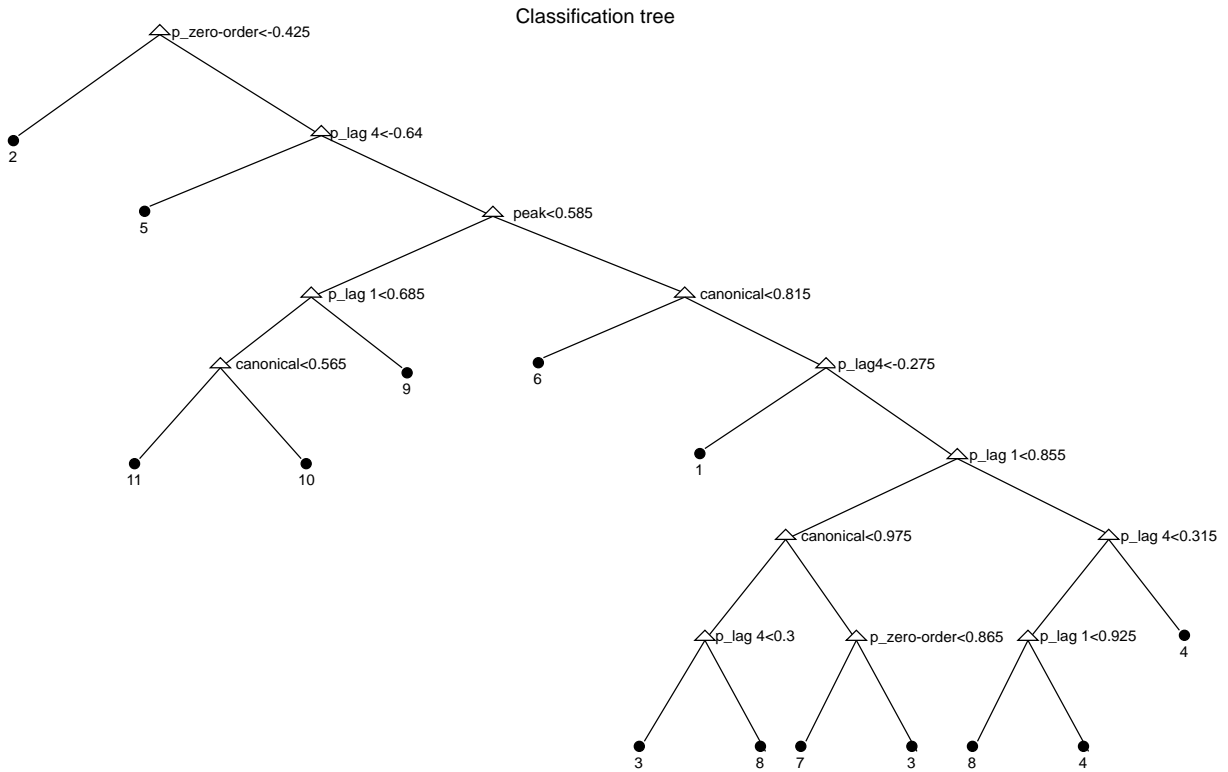 Classification tree
p_zero-order<-0.425
2
p_lag 4<-0.64
5
peak<0.585
p_lag 1<0.685
canonical<0.815
canonical<0.565
9
6
p_lag4<-0.275
11
10
1
p_lag 1<0.855
canonical<0.975
p_lag 4<0.315
p_lag 4<0.3
p_zero-order<0.865
p_lag 1<0.925
4
3
8
7
3
8
4